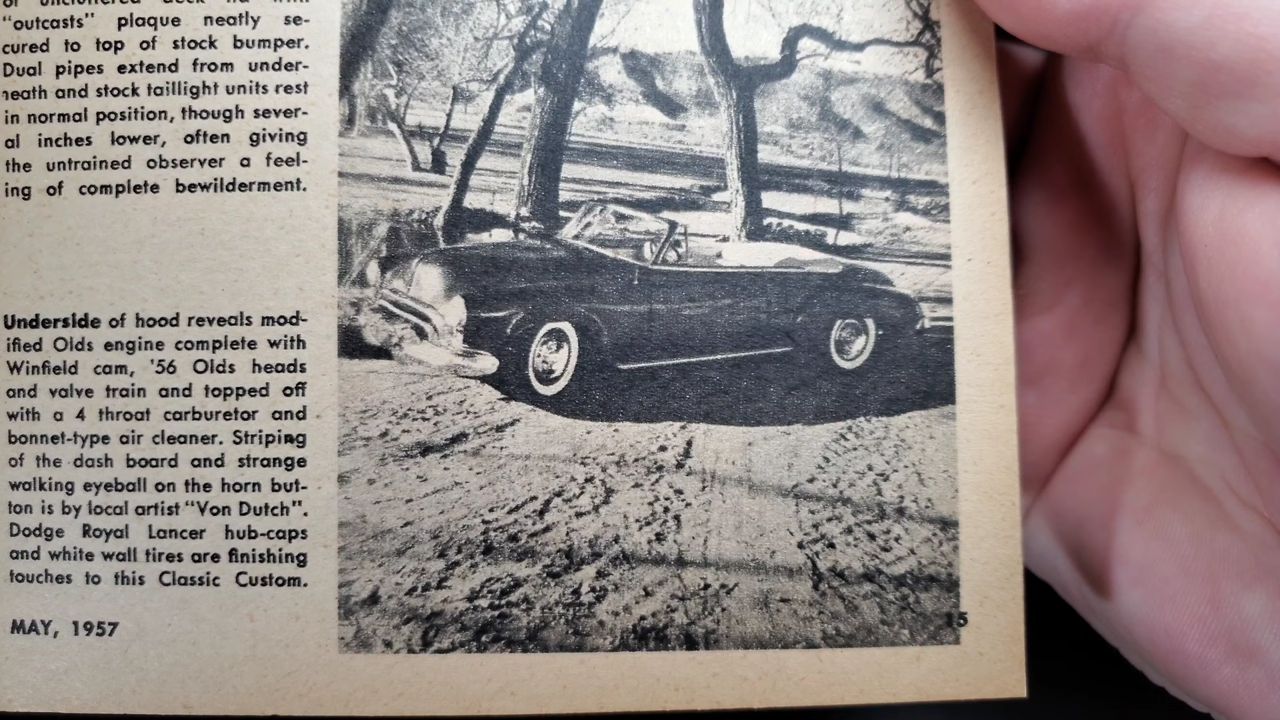 of uncluttered deck lid with
"outcasts" plaque neatly se-
cured to top of stock bumper.
Dual pipes extend from under-
neath and stock taillight units rest
in normal position, though sever-
al inches lower, often giving
the untrained observer a feel-
ing of complete bewilderment.
Underside of hood reveals mod-
ified Olds engine complete with
Winfield cam, '56 Olds heads
and valve train and topped off
with a 4 throat carburetor and
bonnet-type air cleaner. Striping
of the dash board and strange
walking eyeball on the horn but-
ton is by local artist "Von Dutch".
Dodge Royal Lancer hub-caps
and white wall tires are finishing
touches to this Classic Custom.
MAY, 1957
15